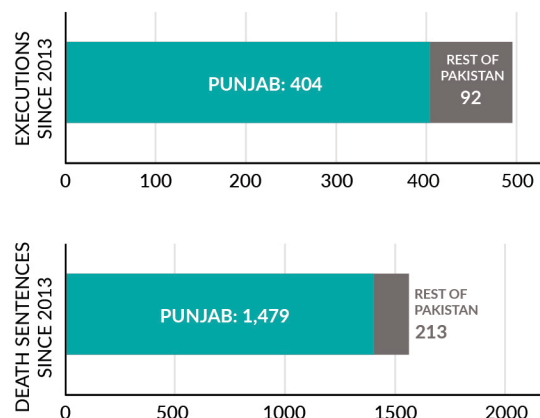 EXECUTIONS
SINCE 2013
PUNJAB: 404
REST OF
PAKISTAN
92
0 100 200 300 400 500
DEATH SENTENCES
SINCE 2013
PUNJAB: 1,479
REST OF
PAKISTAN
213
0 500 1000 1500 2000